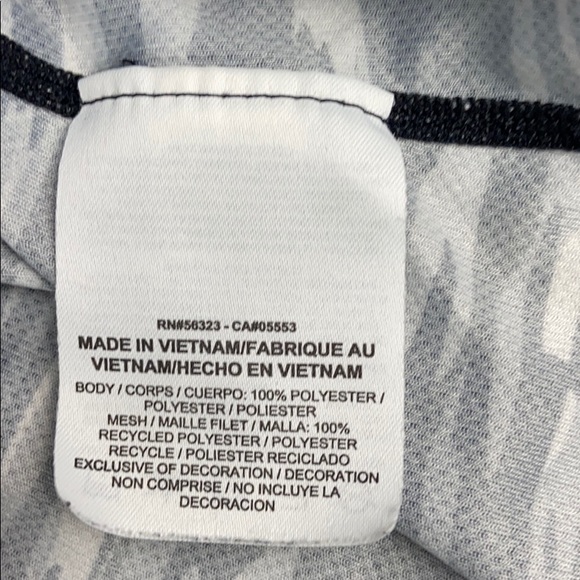 RN#56323 - CA#05553
MADE IN VIETNAM/FABRIQUE AU
VIETNAM/HECHO EN VIETNAM
BODY / CORPS / CUERPO: 100% POLYESTER /
POLYESTER / POLIESTER
MESH / MAILLE FILET / MALLA: 100%
RECYCLED POLYESTER / POLYESTER
RECYCLE / POLIESTER RECICLADO
EXCLUSIVE OF DECORATION / DECORATION
NON COMPRISE / NO INCLUYE LA
DECORACION